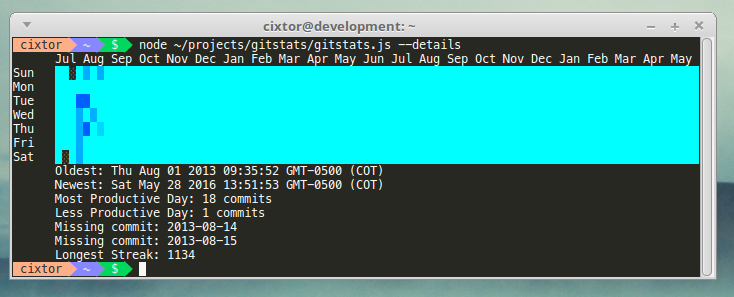 cixtor@development: ~
cixtor ~ $ node ~/projects/gitstats/gitstats.js --details
Jul Aug Sep Oct Nov Dec Jan Feb Mar Apr May Jun Jul Aug Sep Oct Nov Dec Jan Feb Mar Apr May
Sun
Mon
Tue
Wed
Thu
Fri
Sat
Oldest: Thu Aug 01 2013 09:35:52 GMT-0500 (COT)
Newest: Sat May 28 2016 13:51:53 GMT-0500 (COT)
Most Productive Day: 18 commits
Less Productive Day: 1 commits
Missing commit: 2013-08-14
Missing commit: 2013-08-15
Longest Streak: 1134
cixtor ~ $